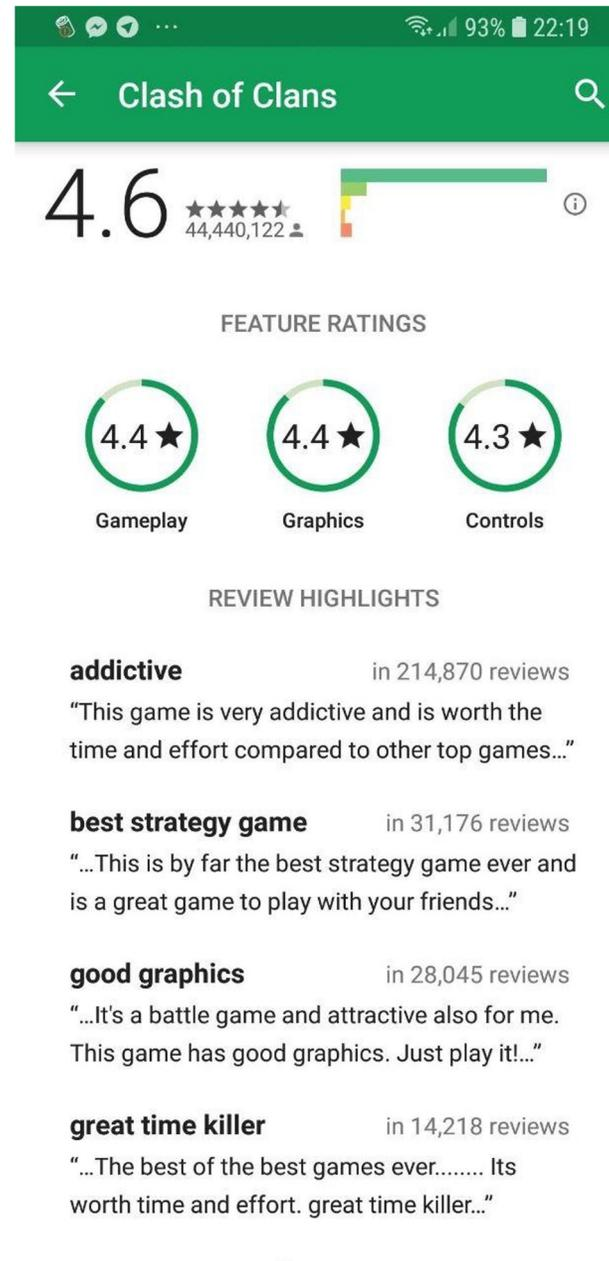 93% 22:19
Clash of Clans
4.6
44,440,122
FEATURE RATINGS
4.4 4.4 4.3
Gameplay Graphics Controls
REVIEW HIGHLIGHTS
addictive in 214,870 reviews
“This game is very addictive and is worth the
time and effort compared to other top games…”
best strategy game in 31,176 reviews
“…This is by far the best strategy game ever and
is a great game to play with your friends…”
good graphics in 28,045 reviews
“…It's a battle game and attractive also for me.
This game has good graphics. Just play it!…”
great time killer in 14,218 reviews
“…The best of the best games ever........ Its
worth time and effort. great time killer…”